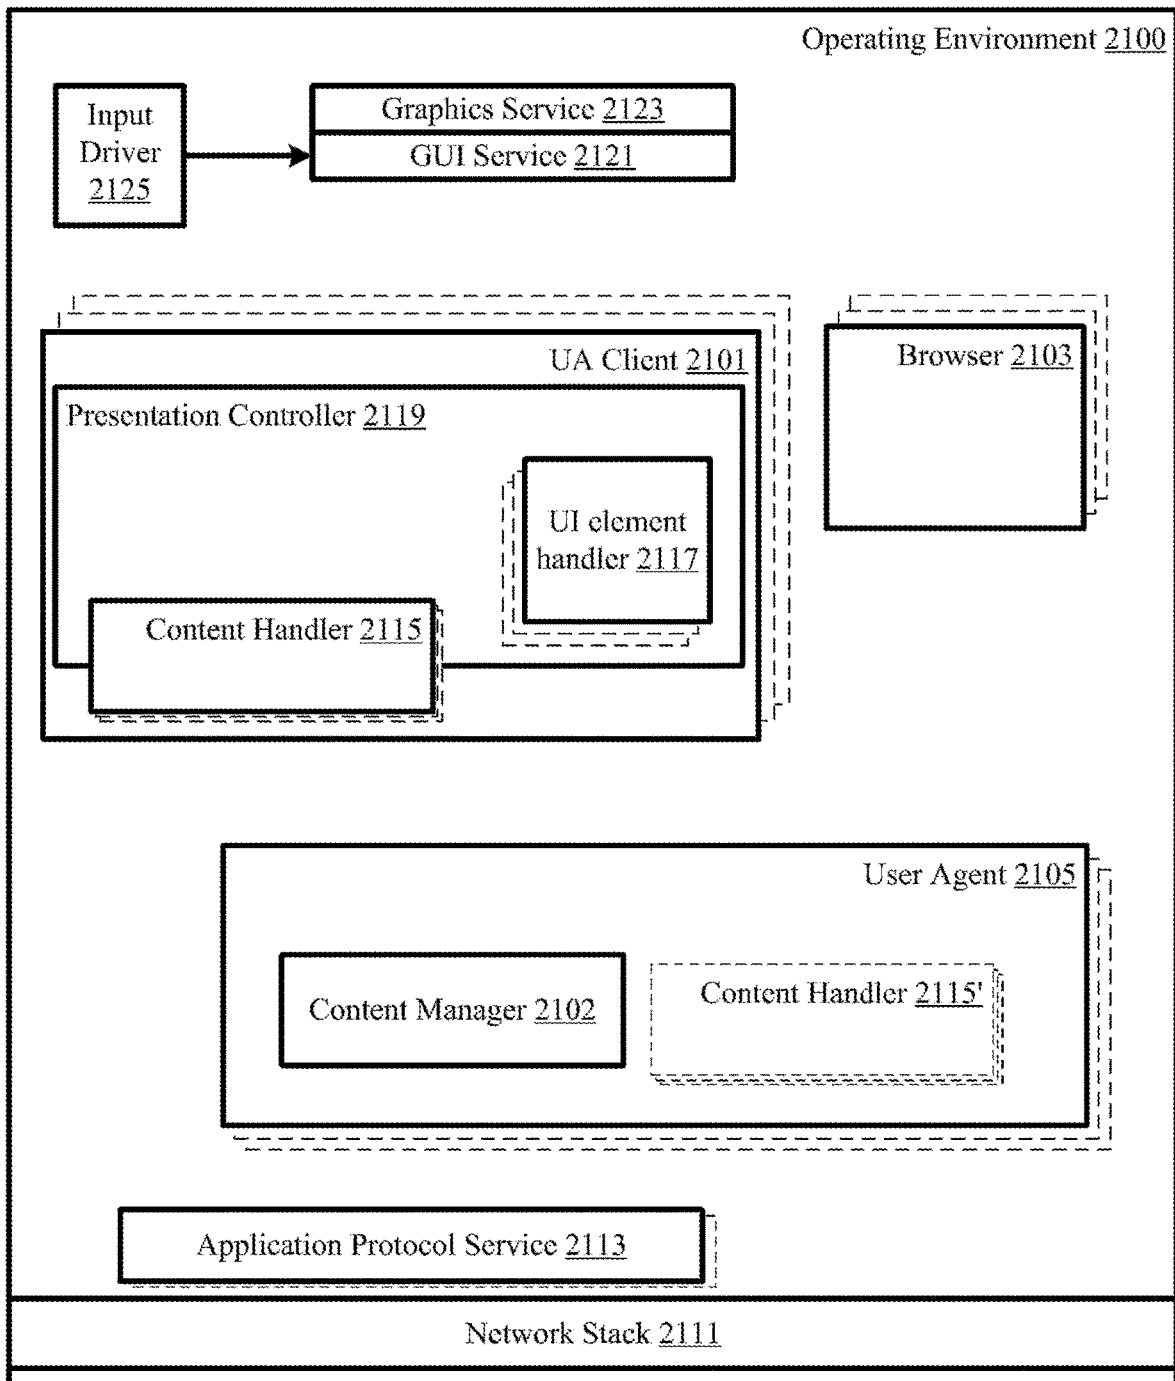 Operating Environment 2100
Input
Driver
2125
Graphics Service 2123
GUI Service 2121
UA Client 2101
Browser 2103
Presentation Controller 2119
UI element
handler 2117
Content Handler 2115
User Agent 2105
Content Manager 2102
Content Handler 2115'
Application Protocol Service 2113
Network Stack 2111